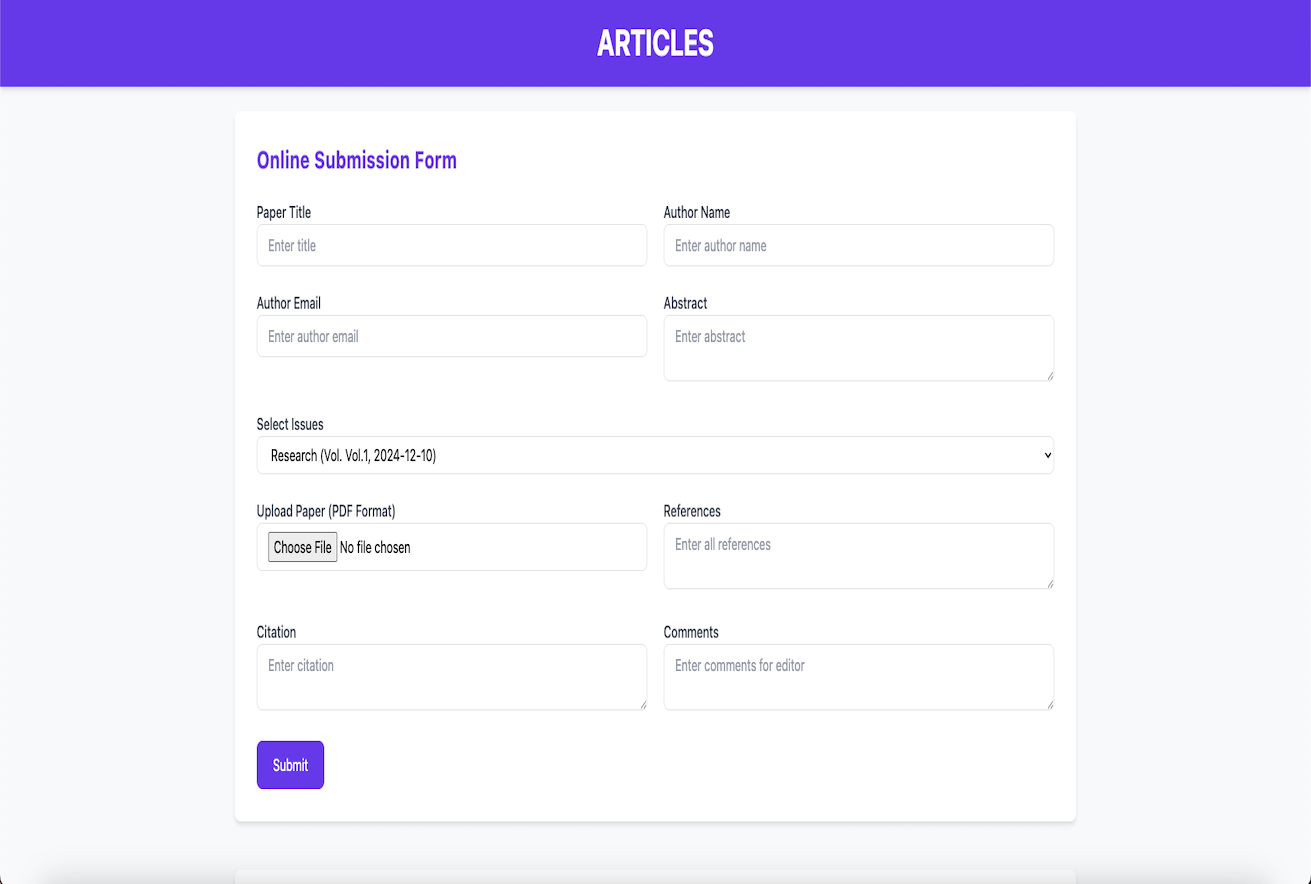 ARTICLES
Online Submission Form
Paper Title
Author Name
Enter title
Enter author name
Author Email
Abstract
Enter author email
Enter abstract
Select Issues
Research (Vol. Vol.1, 2024-12-10)
Upload Paper (PDF Format)
References
Choose File No file chosen
Enter all references
Citation
Comments
Enter citation
Enter comments for editor
Submit